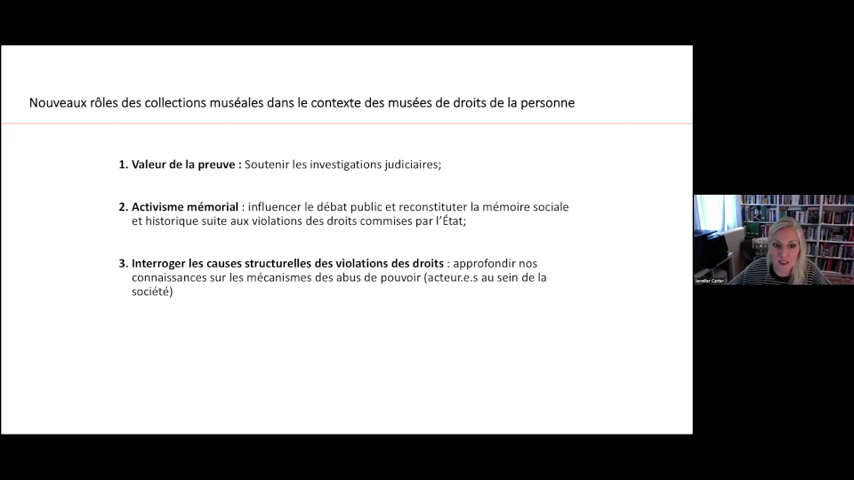 Nouveaux rôles des collections muséales dans le contexte des musées de droits de la personne
1. Valeur de la preuve : Soutenir les investigations judiciaires;
2. Activisme mémorial : influencer le débat public et reconstituter la mémoire sociale
et historique suite aux violations des droits commises par l'État;
3. Interroger les causes structurelles des violations des droits : approfondir nos
connaissances sur les mécanismes des abus de pouvoir (acteur.e.s au sein de la
société)
Jennifer Carter